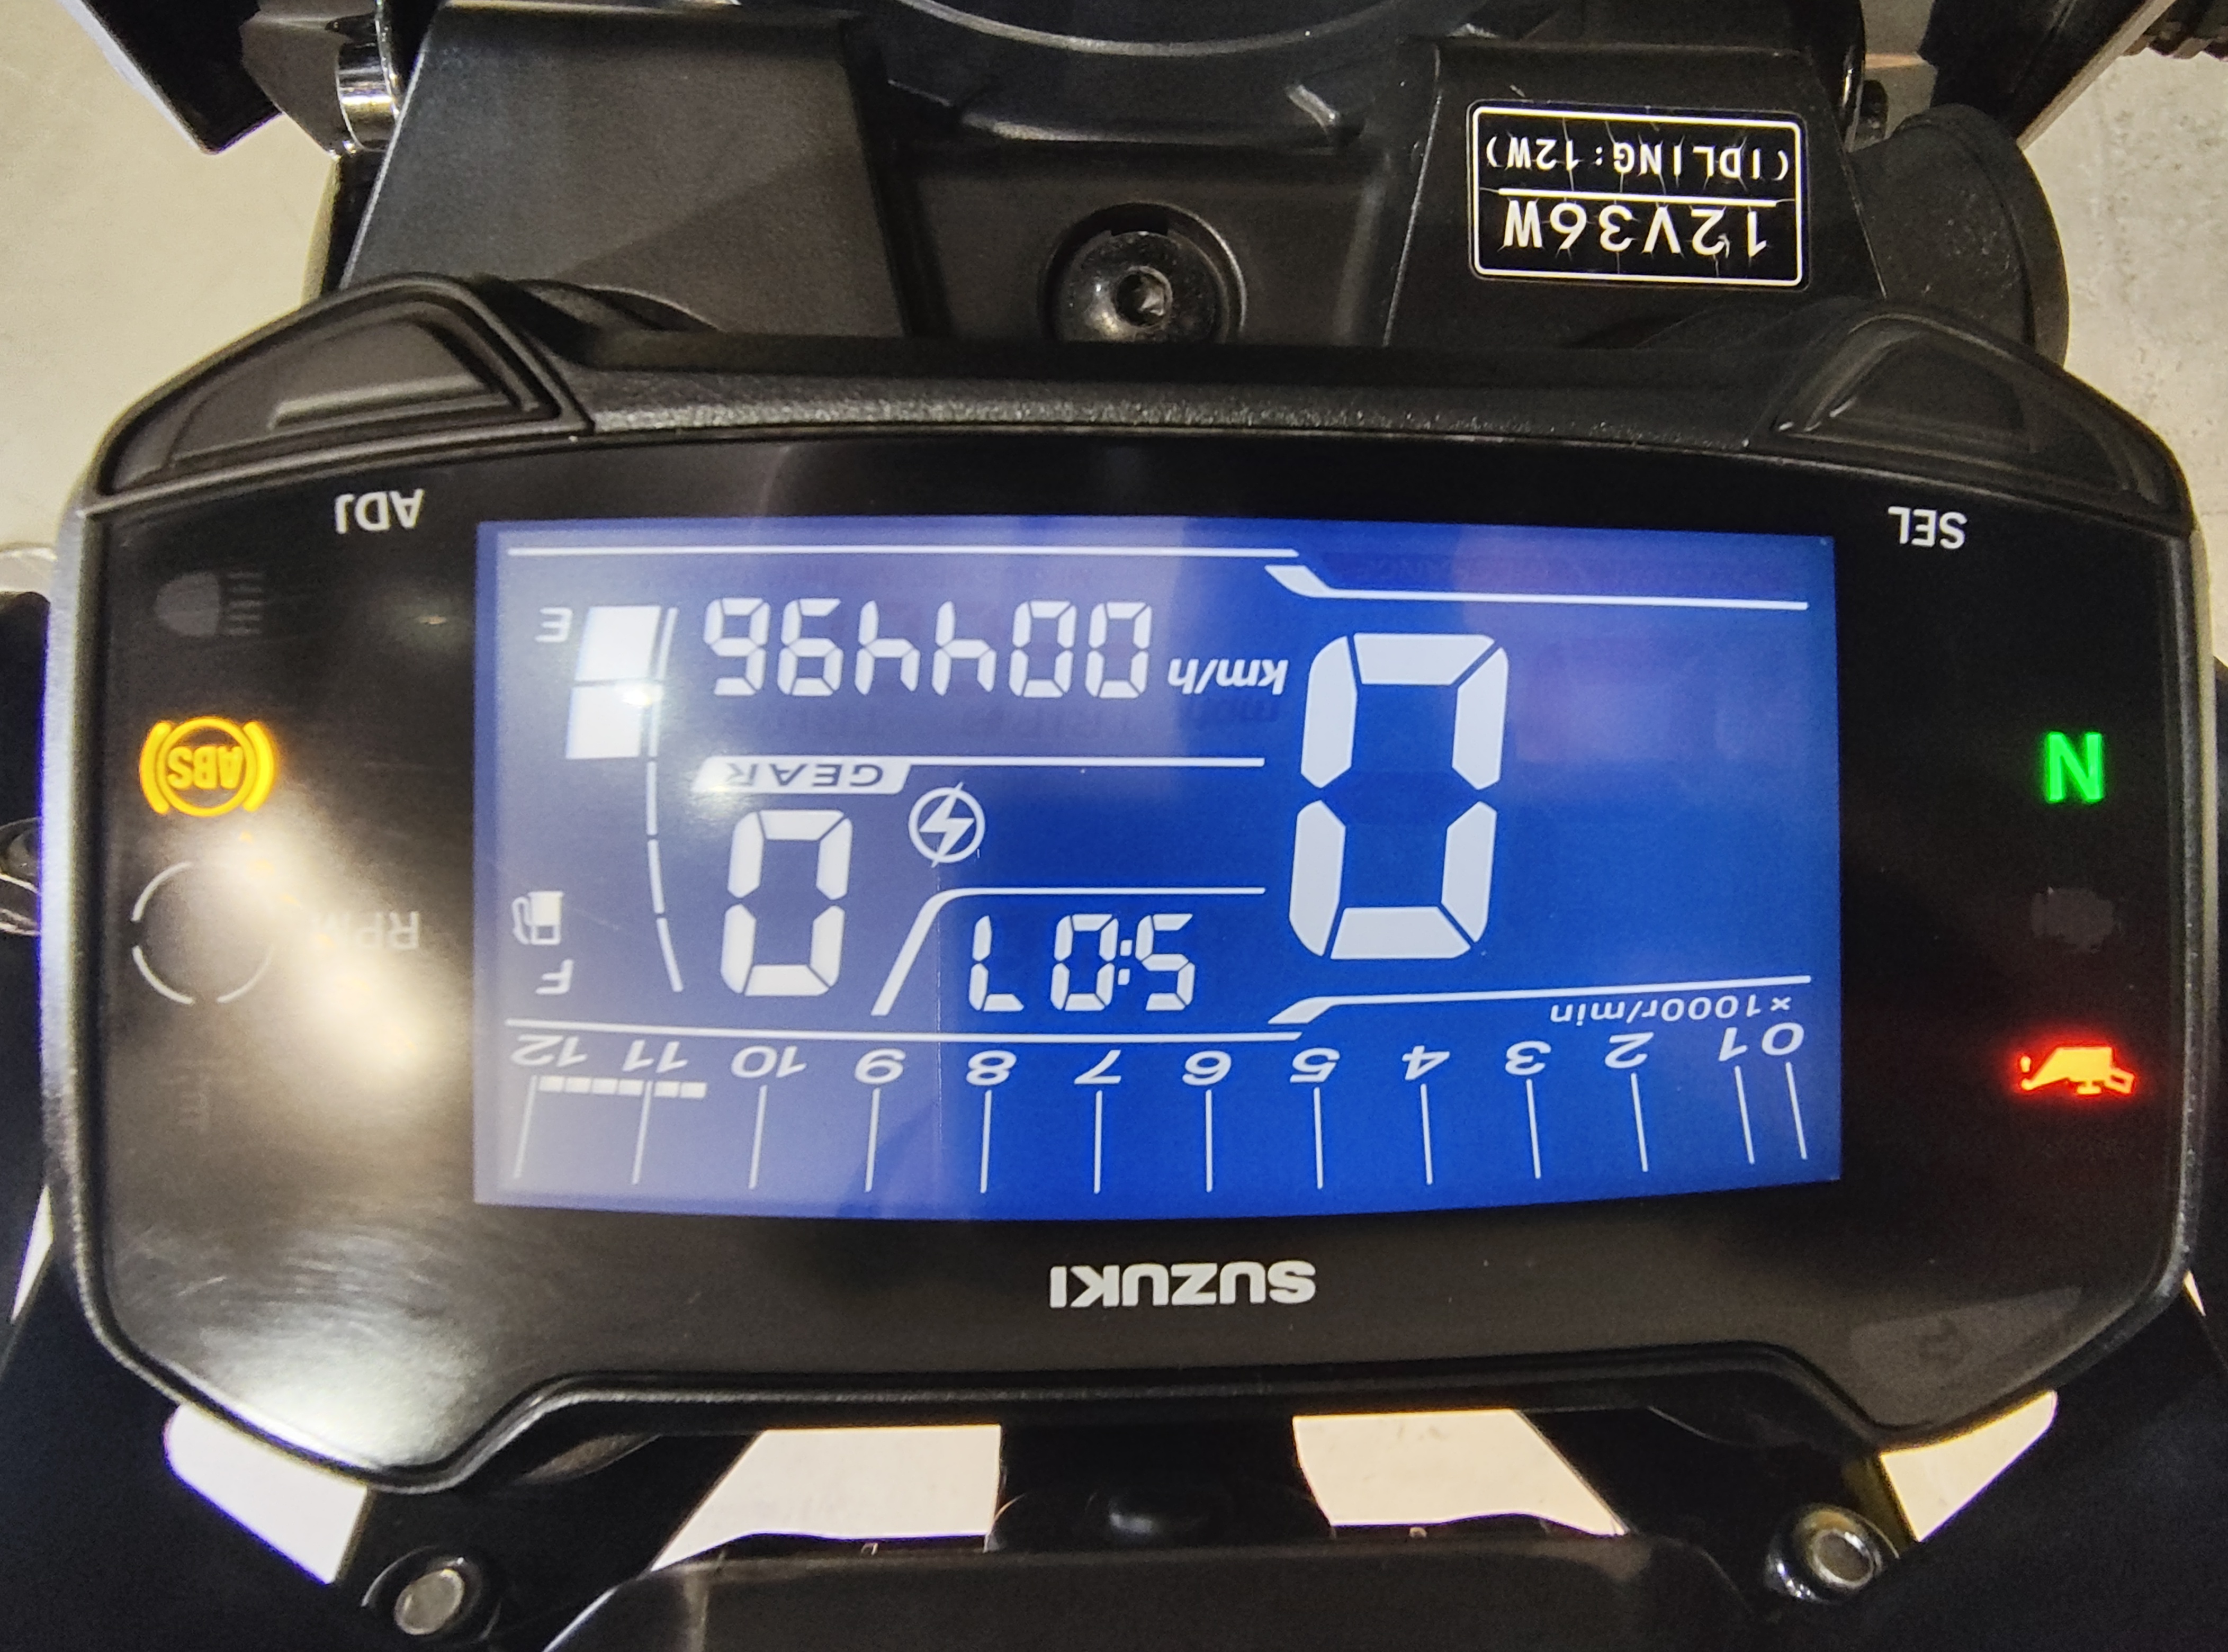 SUZUKI
0 1 2 3 4 5 6 7 8 9 10 11 12
×1000r/min
5:07
F
RPM
0
0
N
GEAR
ABS
km/h
004496
E
SEL
ADJ
12V36W
(IDLING:12W)